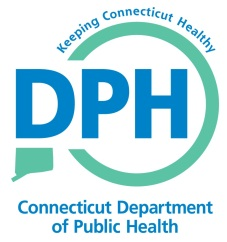 Keeping Connecticut Healthy
DPH
Connecticut Department
of Public Health